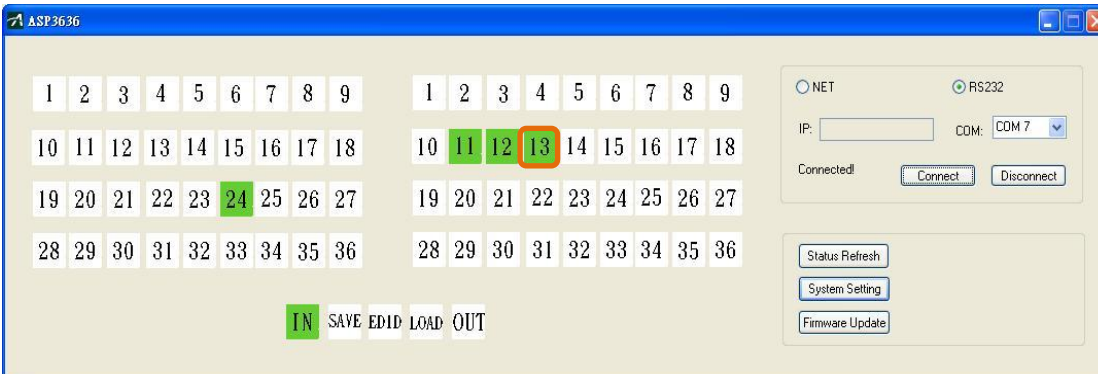 ASP3636
1 2 3 4 5 6 7 8 9
10 11 12 13 14 15 16 17 18
19 20 21 22 23 24 25 26 27
28 29 30 31 32 33 34 35 36
1 2 3 4 5 6 7 8 9
10 11 12 13 14 15 16 17 18
19 20 21 22 23 24 25 26 27
28 29 30 31 32 33 34 35 36
IN SAVE EDID LOAD OUT
NET RS232
IP: COM: COM 7
Connected! Connect Disconnect
Status Refresh
System Setting
Firmware Update